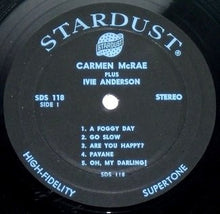 STARDUST®
STARDUST
CARMEN McRAE
PLUS
IVIE ANDERSON
SDS 118
SIDE 1
STEREO
1. A FOGGY DAY
2. GO SLOW
3. ARE YOU HAPPY?
4. PAVANE
5. OH, MY DARLING!
SDS 118
HIGH-FIDELITY
SUPERTONE